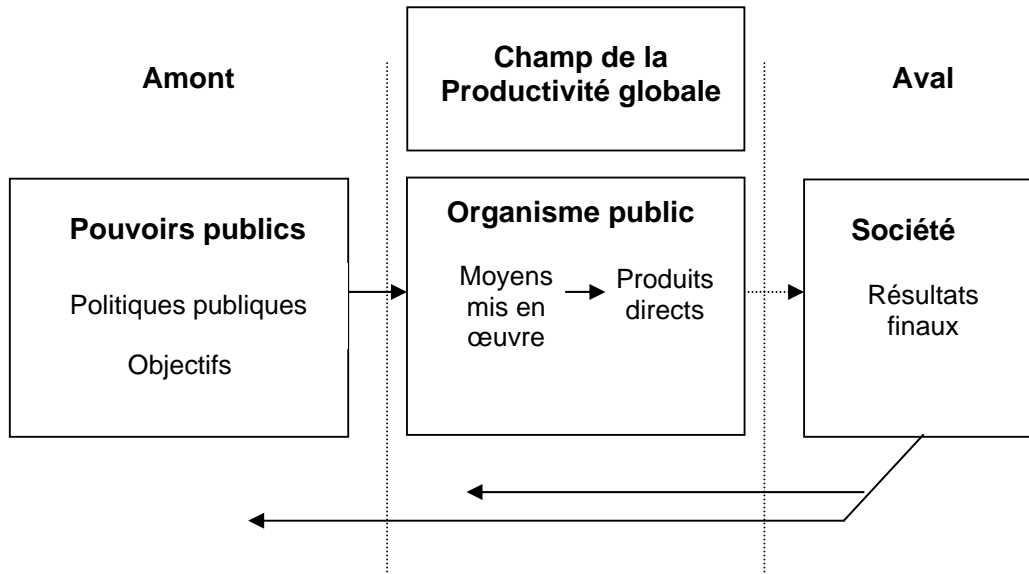 Amont
Champ de la
Productivité globale
Aval
Pouvoirs publics
Politiques publiques
Objectifs
Organisme public
Moyens
mis en
œuvre
Produits
directs
Société
Résultats
finaux